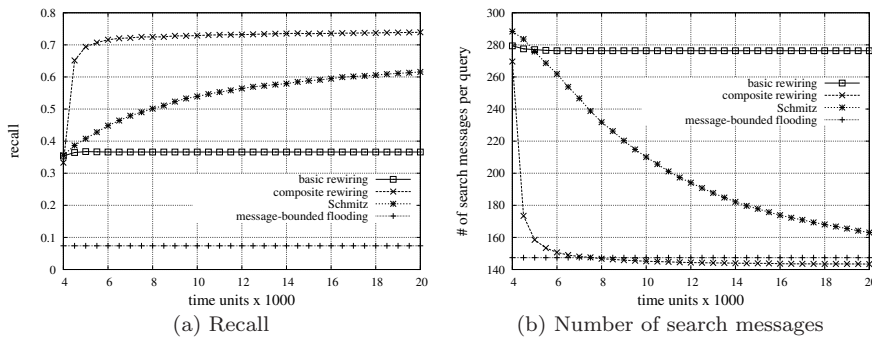 0.8
0.7
0.6
0.5
0.4
0.3
0.2
0.1
0
recall
basic rewiring
composite rewiring
Schmitz
message-bounded flooding
4 6 8 10 12 14 16 18 20
time units x 1000
(a) Recall
300
280
260
240
220
200
180
160
140
# of search messages per query
basic rewiring
composite rewiring
Schmitz
message-bounded flooding
4 6 8 10 12 14 16 18 20
time units x 1000
(b) Number of search messages